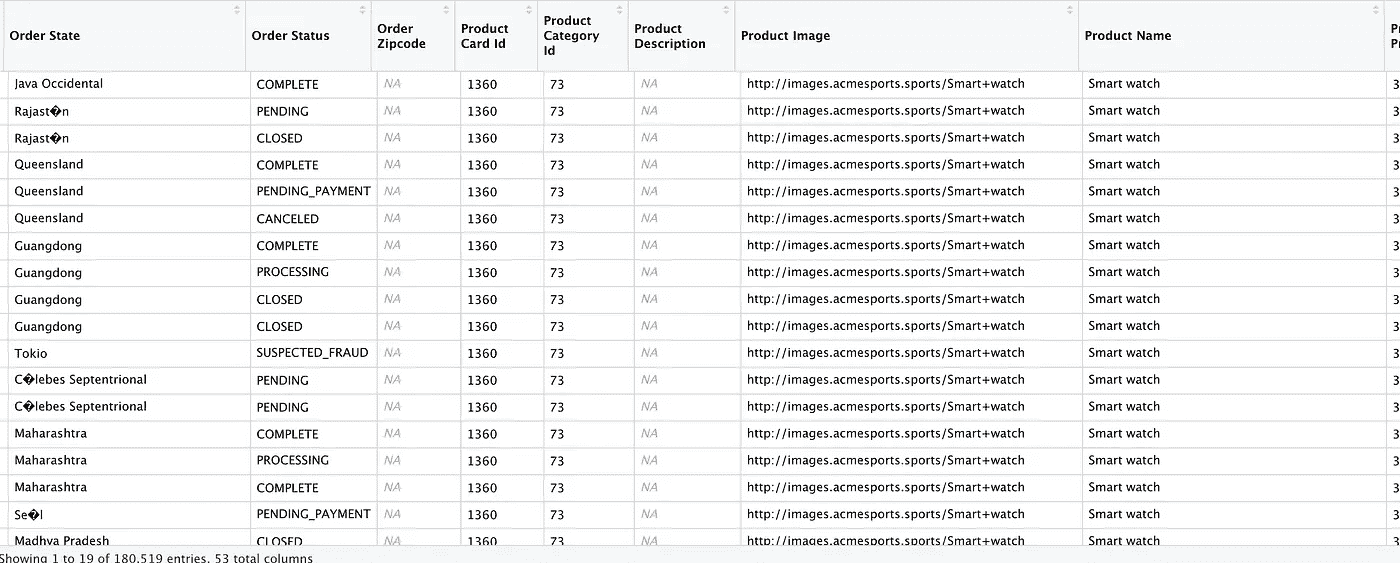 Order State Order Status Order Zipcode Product Card Id Product Category Id Product Description Product Image Product Name
Java Occidental COMPLETE NA 1360 73 NA http://images.acmesports.sports/Smart+watch Smart watch 3
Rajast�n PENDING NA 1360 73 NA http://images.acmesports.sports/Smart+watch Smart watch 3
Rajast�n CLOSED NA 1360 73 NA http://images.acmesports.sports/Smart+watch Smart watch 3
Queensland COMPLETE NA 1360 73 NA http://images.acmesports.sports/Smart+watch Smart watch 3
Queensland PENDING_PAYMENT NA 1360 73 NA http://images.acmesports.sports/Smart+watch Smart watch 3
Queensland CANCELED NA 1360 73 NA http://images.acmesports.sports/Smart+watch Smart watch 3
Guangdong COMPLETE NA 1360 73 NA http://images.acmesports.sports/Smart+watch Smart watch 3
Guangdong PROCESSING NA 1360 73 NA http://images.acmesports.sports/Smart+watch Smart watch 3
Guangdong CLOSED NA 1360 73 NA http://images.acmesports.sports/Smart+watch Smart watch 3
Guangdong CLOSED NA 1360 73 NA http://images.acmesports.sports/Smart+watch Smart watch 3
Tokio SUSPECTED_FRAUD NA 1360 73 NA http://images.acmesports.sports/Smart+watch Smart watch 3
C�lebes Septentrional PENDING NA 1360 73 NA http://images.acmesports.sports/Smart+watch Smart watch 3
C�lebes Septentrional PENDING NA 1360 73 NA http://images.acmesports.sports/Smart+watch Smart watch 3
Maharashtra COMPLETE NA 1360 73 NA http://images.acmesports.sports/Smart+watch Smart watch 3
Maharashtra PROCESSING NA 1360 73 NA http://images.acmesports.sports/Smart+watch Smart watch 3
Maharashtra COMPLETE NA 1360 73 NA http://images.acmesports.sports/Smart+watch Smart watch 3
Se�l PENDING_PAYMENT NA 1360 73 NA http://images.acmesports.sports/Smart+watch Smart watch 3
Madhya Pradesh CLOSED NA 1360 73 NA http://images.acmesports.sports/Smart+watch Smart watch 3
Showing 1 to 19 of 180,519 entries, 53 total columns